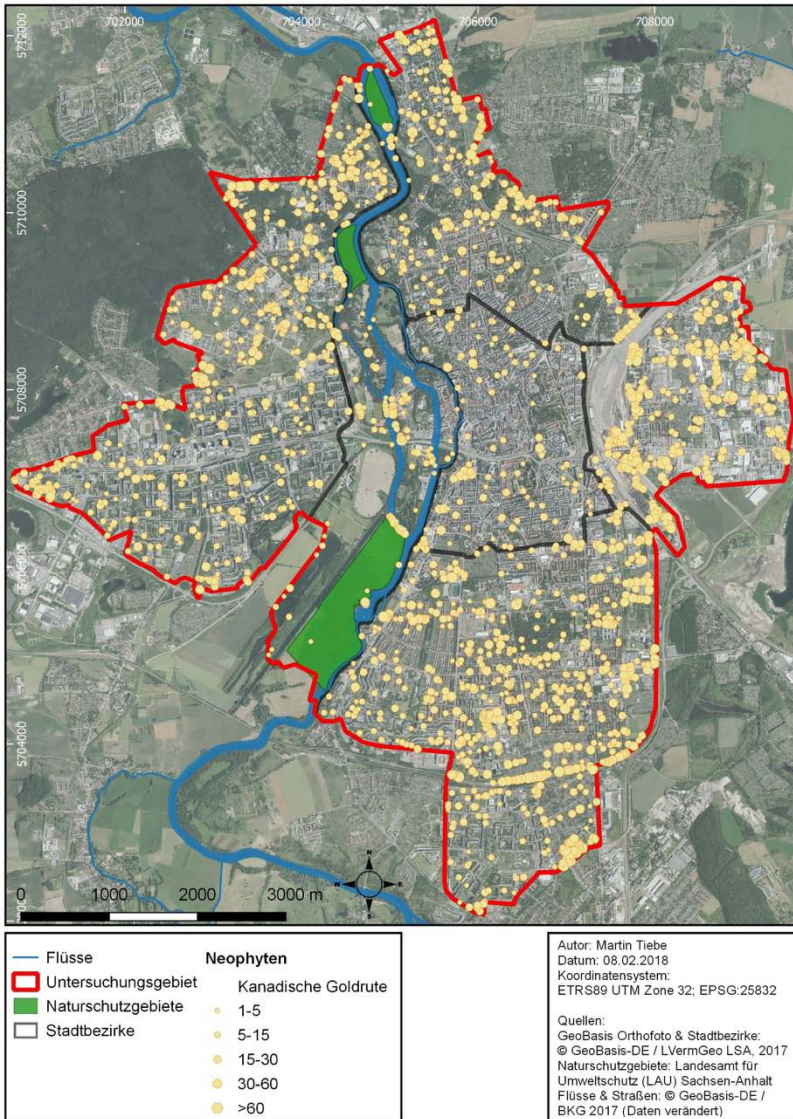 702000 704000 706000 708000
5712000
5710000
5708000
5706000
5704000
N
W E
S
0 1000 2000 3000 m
Flüsse
Untersuchungsgebiet
Naturschutzgebiete
Stadtbezirke
Neophyten
Kanadische Goldrute
1-5
5-15
15-30
30-60
>60
Autor: Martin Tiebe
Datum: 08.02.2018
Koordinatensystem:
ETRS89 UTM Zone 32; EPSG:25832
Quellen:
GeoBasis Orthofoto & Stadtbezirke:
© GeoBasis-DE / LVermGeo LSA, 2017
Naturschutzgebiete: Landesamt für
Umweltschutz (LAU) Sachsen-Anhalt
Flüsse & Straßen: © GeoBasis-DE /
BKG 2017 (Daten verändert)